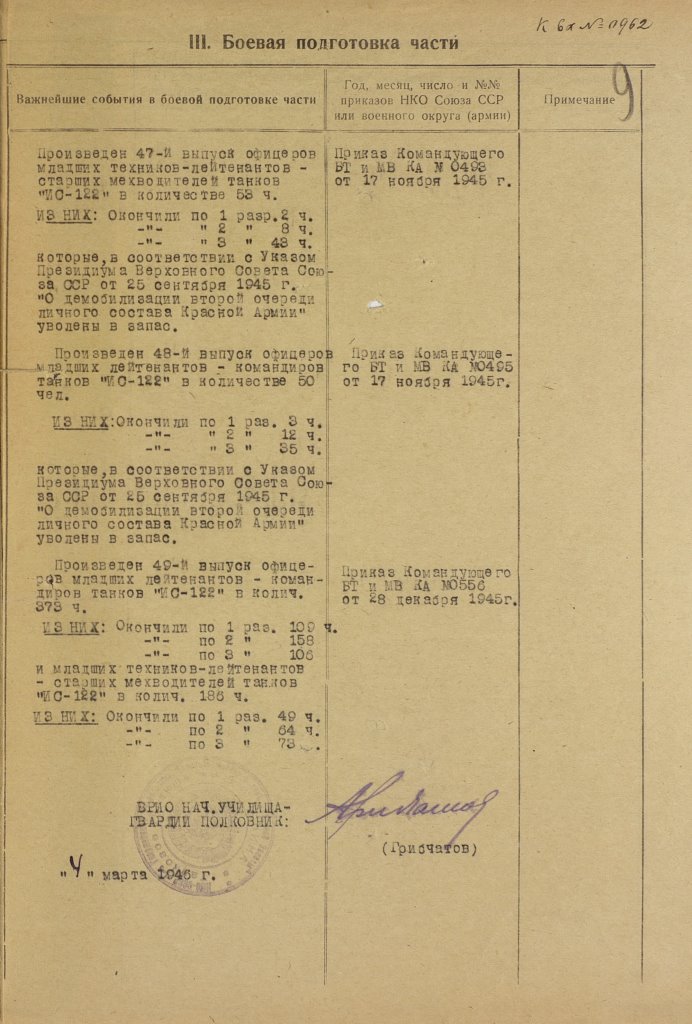 К вх № 0962
III. Боевая подготовка части
9
Важнейшие события в боевой подготовке части
Год, месяц, число и №№
приказов НКО Союза ССР
или военного округа (армии)
Примечание
Произведен 47-й выпуск офицеров
младших техников-лейтенантов -
старших мехводителей танков
"ИС-122" в количестве 53 ч.
ИЗ НИХ: Окончили по 1 разр. 2 ч.
-"- " 2 " 8 ч.
-"- " 3 " 43 ч.
которые, в соответствии с Указом
Президиума Верховного Совета Сою-
за ССР от 25 сентября 1945 г.
"О демобилизации второй очереди
личного состава Красной Армии"
уволены в запас.
Приказ Командующего
БТ и МВ КА № 0493
от 17 ноября 1945 г.
Произведен 48-й выпуск офицеров
младших лейтенантов - командиров
танков "ИС-122" в количестве 50
чел.
ИЗ НИХ: Окончили по 1 раз. 3 ч.
-"- " 2 " 12 ч.
-"- " 3 " 35 ч.
которые, в соответствии с Указом
Президиума Верховного Совета Сою-
за ССР от 25 сентября 1945 г.
"О демобилизации второй очереди
личного состава Красной Армии"
уволены в запас.
Приказ Командующе-
го БТ и МВ КА №0495
от 17 ноября 1945г.
Произведен 49-й выпуск офице-
ров младших лейтенантов - коман-
диров танков "ИС-122" в колич.
373 ч.
ИЗ НИХ: Окончили по 1 раз. 109 ч.
-"- по 2 " 158
-"- по 3 " 106
и младших техников-лейтенантов
- старших мехводителей танков
"ИС-122" в колич. 186 ч.
ИЗ НИХ: Окончили по 1 раз. 49 ч.
-"- по 2 " 64 ч.
-"- по 3 " 73 .
Приказ Командующего
БТ и МВ КА №0556
от 28 декабря 1945г.
ВРИО НАЧ.УЧИЛИЩА-
ГВАРДИИ ПОЛКОВНИК:
(Грибчатов)
"4" марта 1946 г.